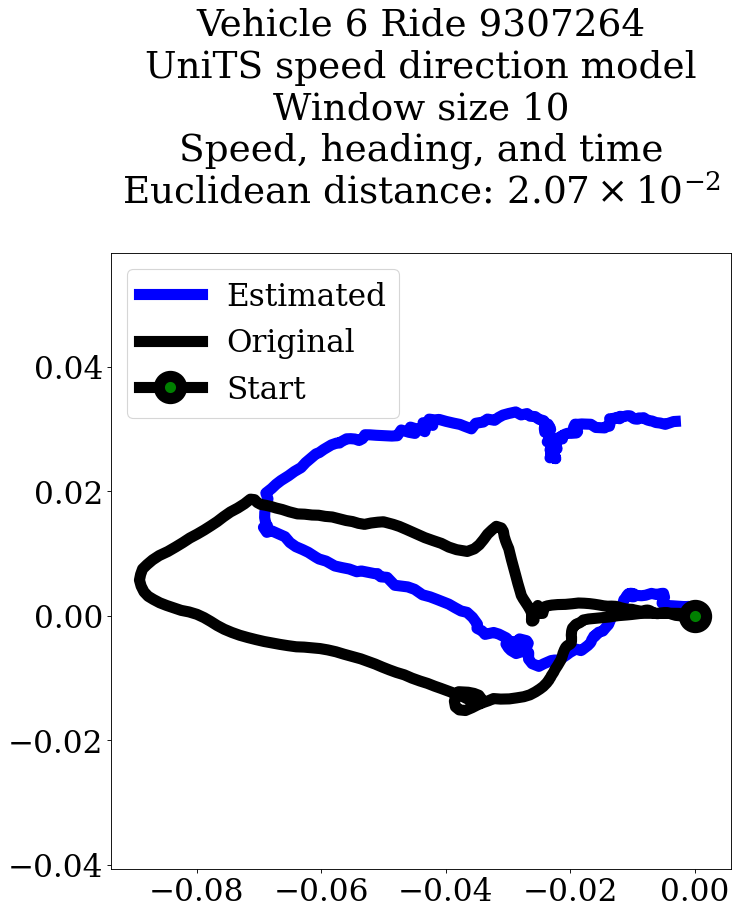 Vehicle 6 Ride 9307264
UniTS speed direction model
Window size 10
Speed, heading, and time
Euclidean distance: 2.07 × 10⁻²
Estimated
Original
Start
0.04
0.02
0.00
−0.02
−0.04
−0.08 −0.06 −0.04 −0.02 0.00